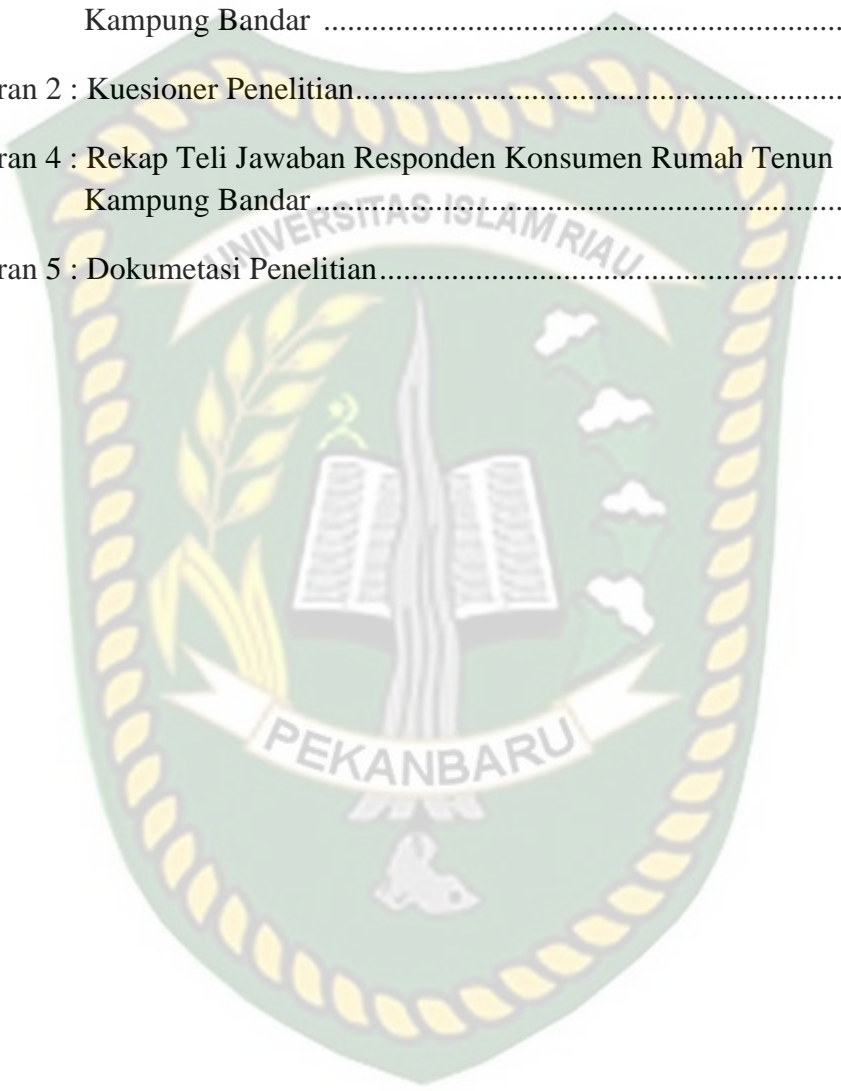 Kampung Bandar ....................................................................
ran 2 : Kuesioner Penelitian...............................................................
ran 4 : Rekap Teli Jawaban Responden Konsumen Rumah Tenun
Kampung Bandar ....................................................................
ran 5 : Dokumetasi Penelitian............................................................
UNIVERSITAS ISLAM RIAU
PEKANBARU